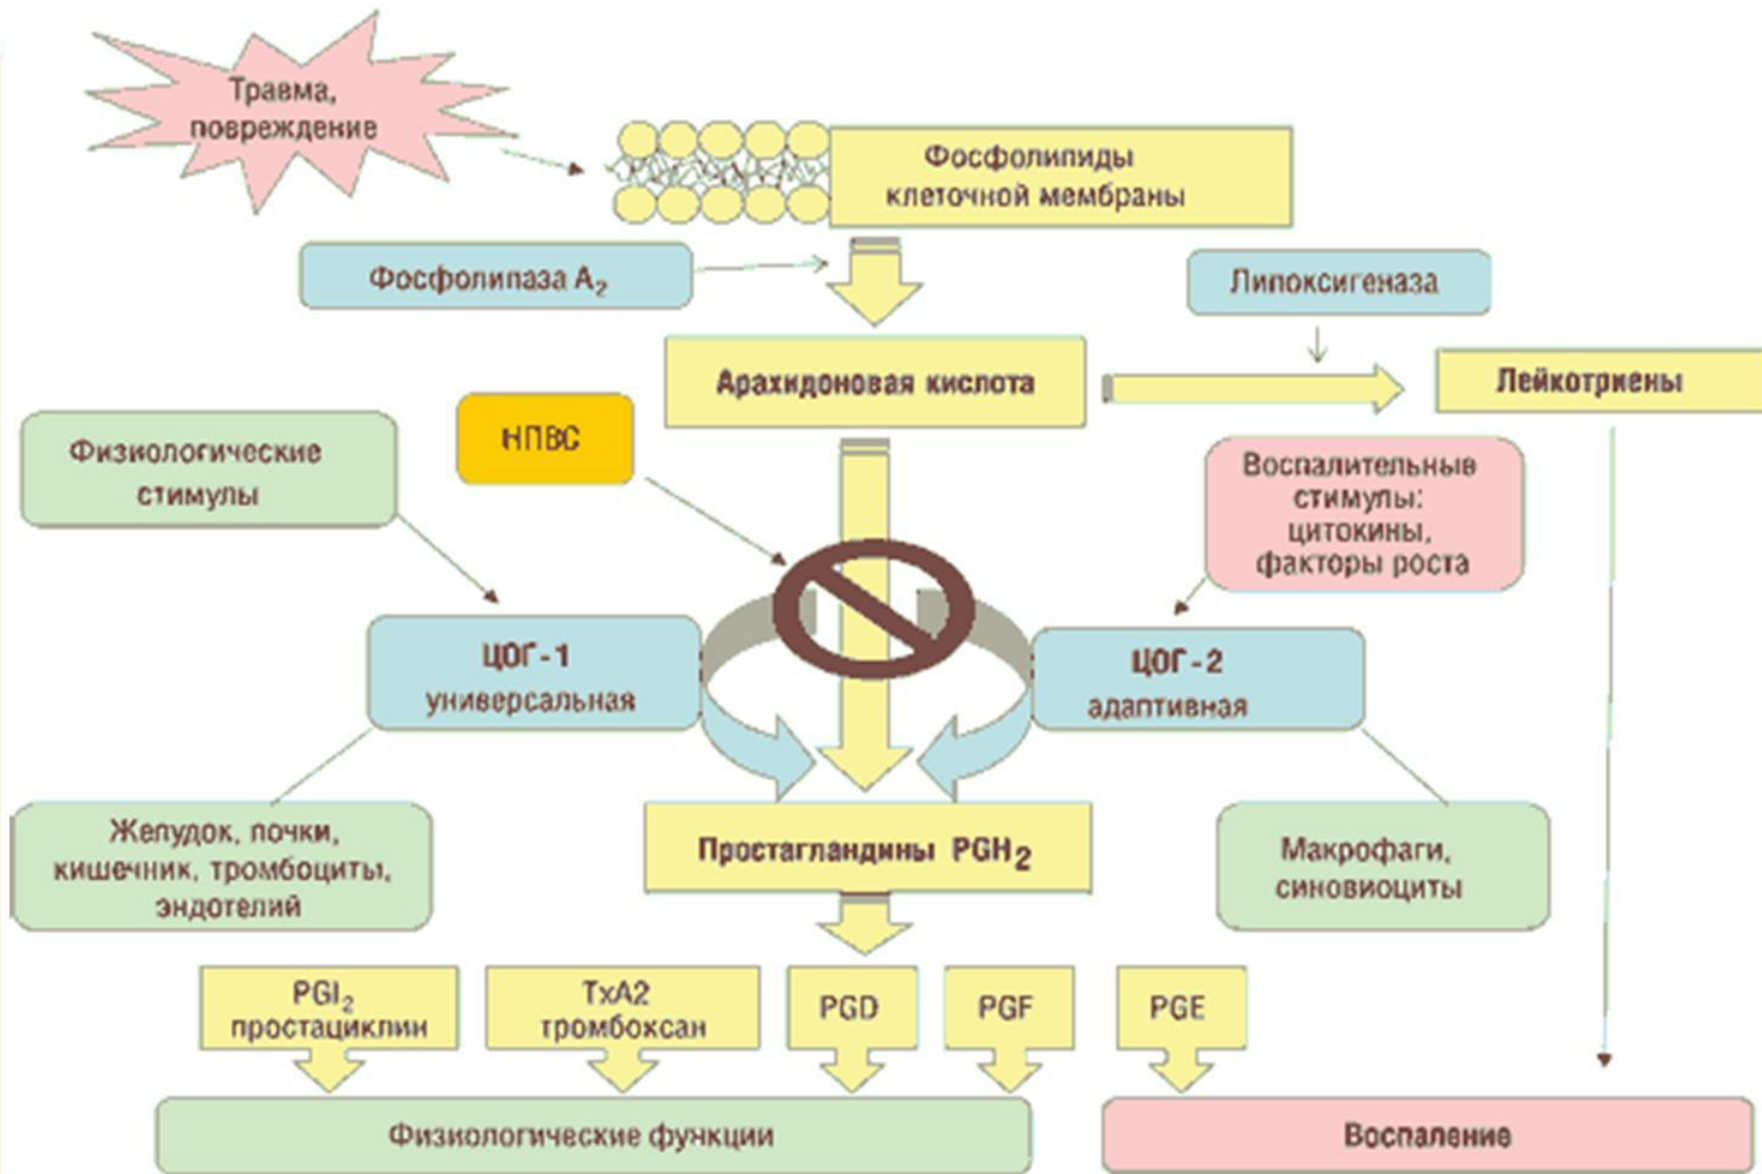 Травма,
повреждение
Фосфолипиды
клеточной мембраны
Фосфолипаза А₂
Липоксигеназа
Арахидоновая кислота
Лейкотриены
НПВС
Физиологические
стимулы
Воспалительные
стимулы:
цитокины,
факторы роста
ЦОГ-1
универсальная
ЦОГ-2
адаптивная
Желудок, почки,
кишечник, тромбоциты,
эндотелий
Простагландины PGH₂
Макрофаги,
синовиоциты
PGI₂
простациклин
TxA2
тромбоксан
PGD
PGF
PGE
Физиологические функции
Воспаление